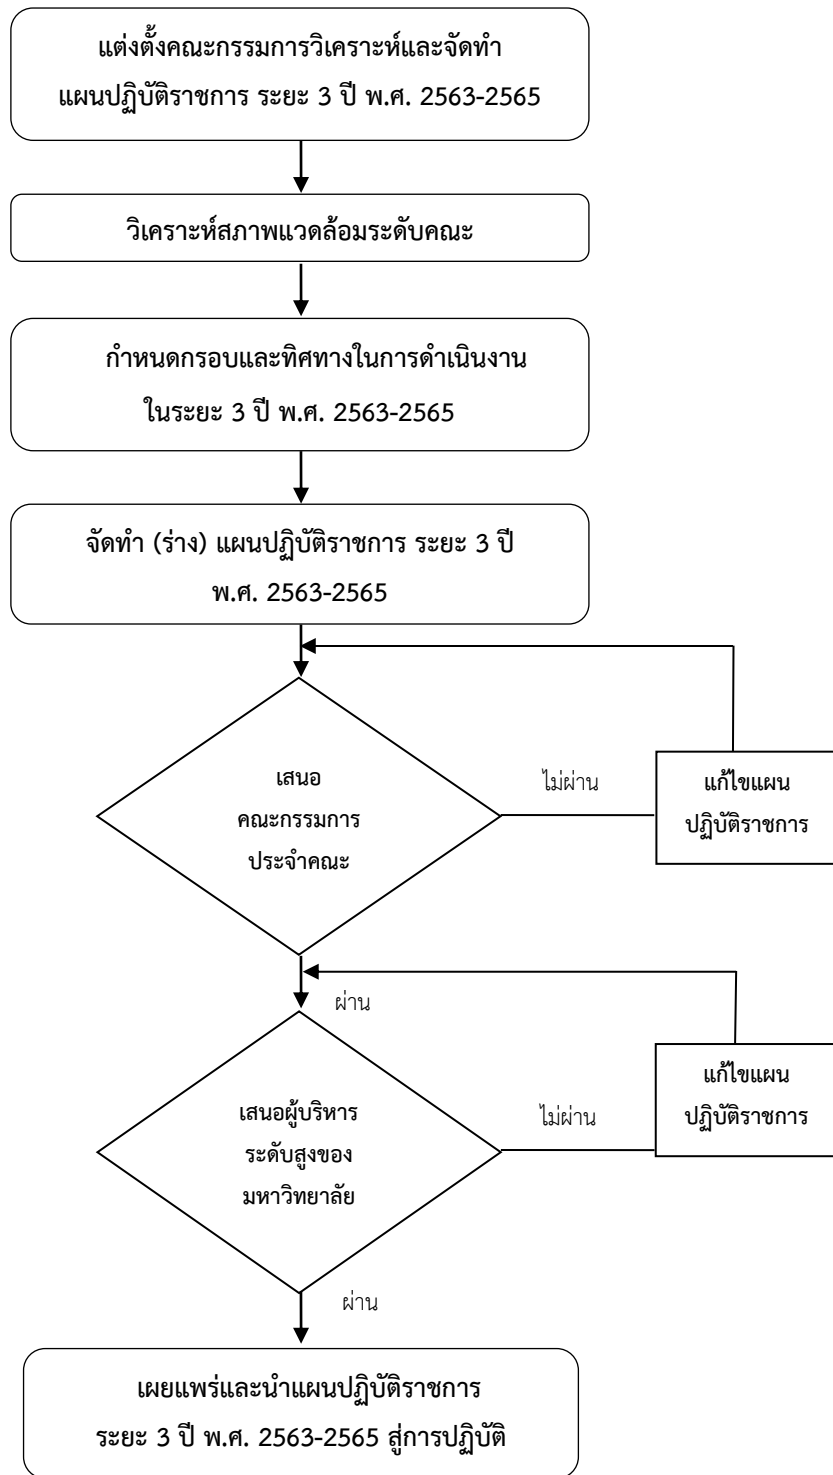 แต่งตั้งคณะกรรมการวิเคราะห์และจัดทำ
แผนปฏิบัติราชการ ระยะ 3 ปี พ.ศ. 2563-2565
วิเคราะห์สภาพแวดล้อมระดับคณะ
กำหนดกรอบและทิศทางในการดำเนินงาน
ในระยะ 3 ปี พ.ศ. 2563-2565
จัดทำ (ร่าง) แผนปฏิบัติราชการ ระยะ 3 ปี
พ.ศ. 2563-2565
เสนอ
คณะกรรมการ
ประจำคณะ
ไม่ผ่าน
แก้ไขแผน
ปฏิบัติราชการ
ผ่าน
เสนอผู้บริหาร
ระดับสูงของ
มหาวิทยาลัย
ไม่ผ่าน
แก้ไขแผน
ปฏิบัติราชการ
ผ่าน
เผยแพร่และนำแผนปฏิบัติราชการ
ระยะ 3 ปี พ.ศ. 2563-2565 สู่การปฏิบัติ